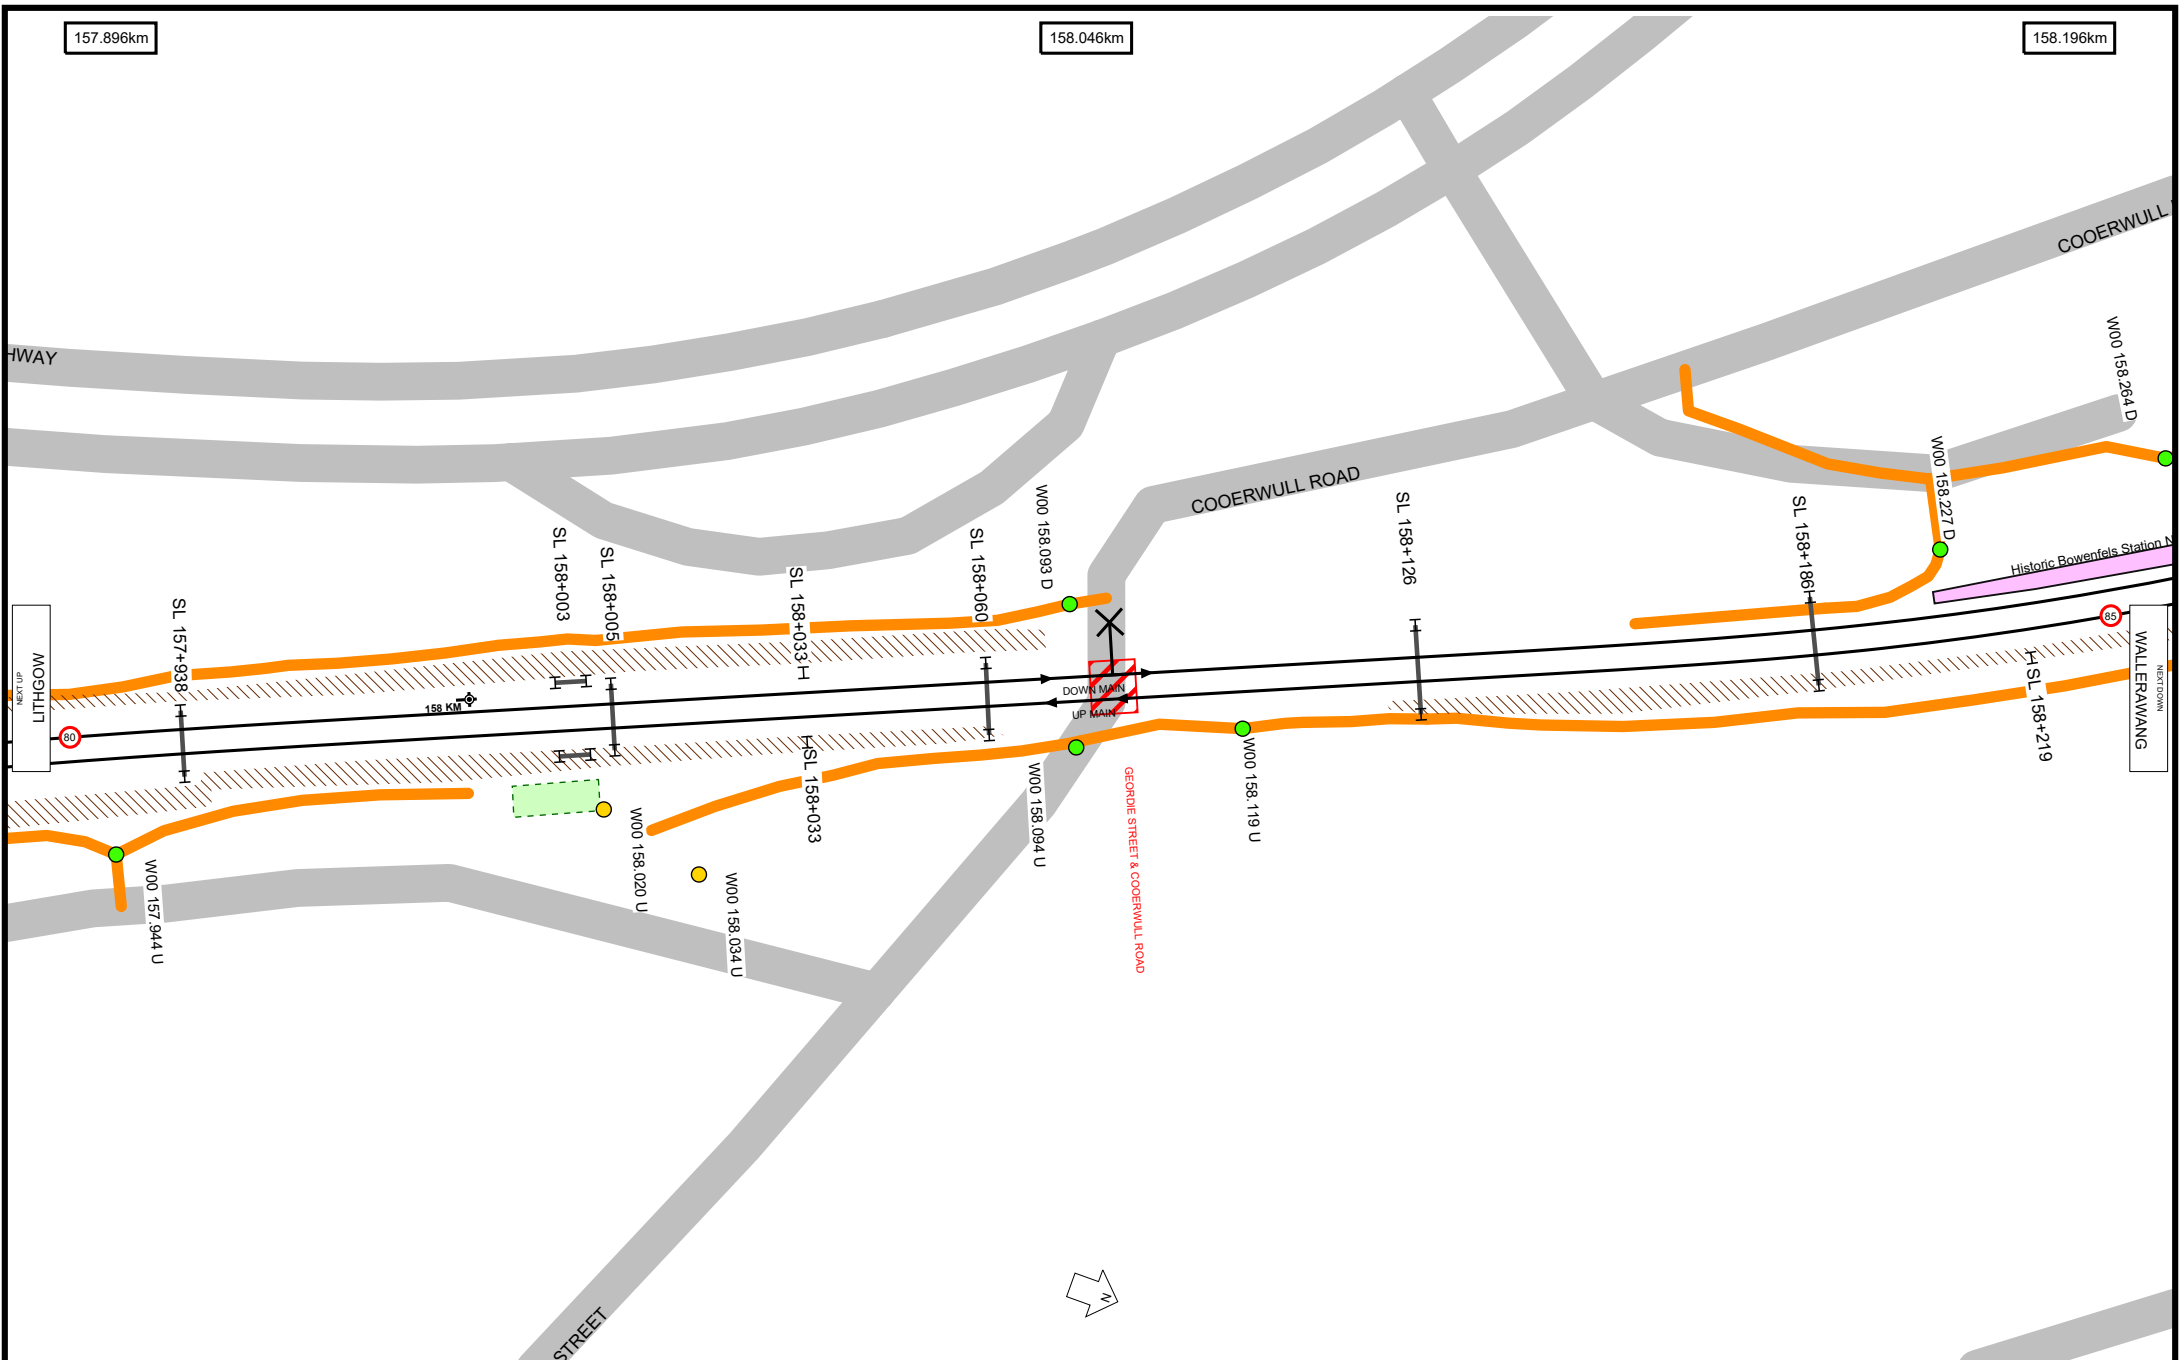 157.896km
158.046km
158.196km
COOERWULL
HWAY
W00 158.264 D
COOERWULL ROAD
W00 158.227 D
W00 158.093 D
SL 158+126
SL 158+186
SL 158+003
SL 158+005
SL 158+060
SL 158+033
Historic Bowenfels Station N
SL 157+938
NEXT UP
LITHGOW
80
158 KM
DOWN MAIN
UP MAIN
85
WALLERAWANG
NEXT DOWN
SL 158+219
SL 158+033
W00 158.094 U
W00 158.119 U
GEORDIE STREET & COOERWULL ROAD
W00 158.020 U
W00 157.944 U
W00 158.034 U
N
STREET